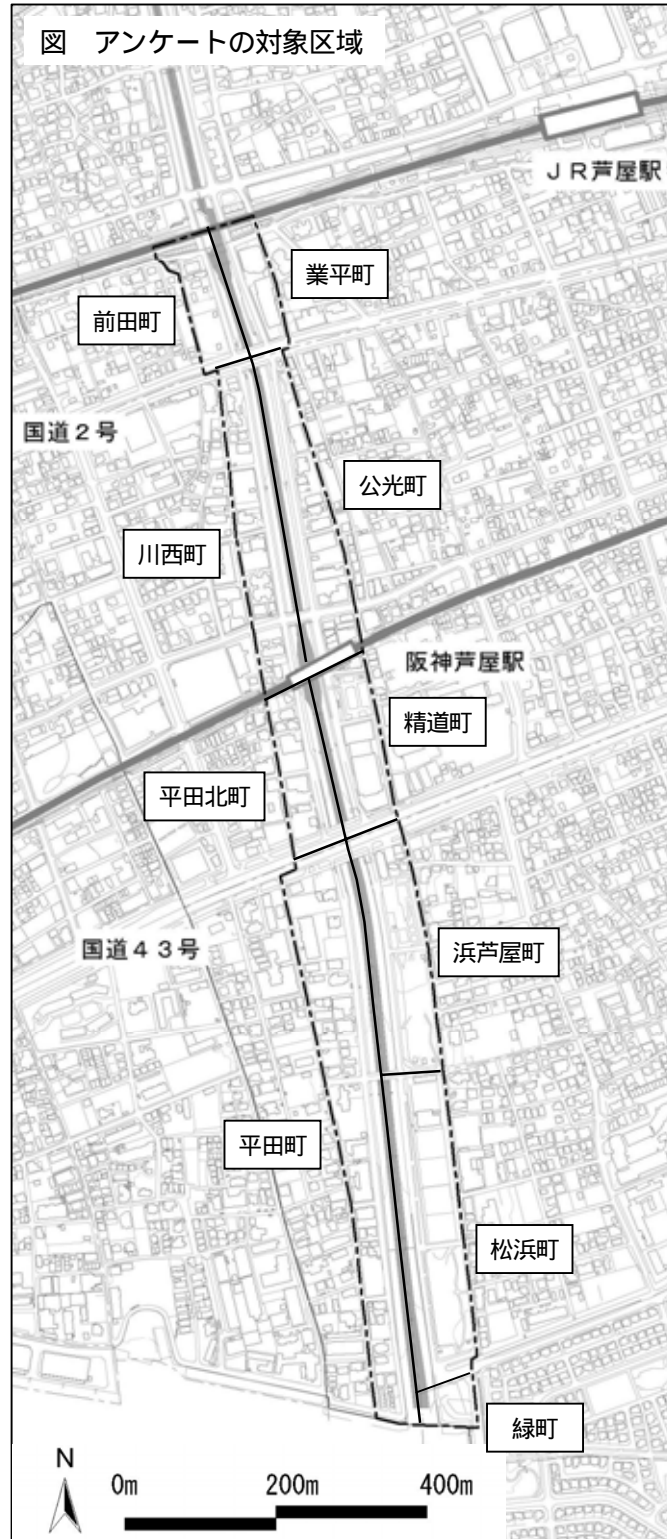 図 アンケートの対象区域
JR芦屋駅
業平町
前田町
国道2号
公光町
川西町
阪神芦屋駅
精道町
平田北町
国道43号
浜芦屋町
平田町
松浜町
緑町
N
0m 200m 400m